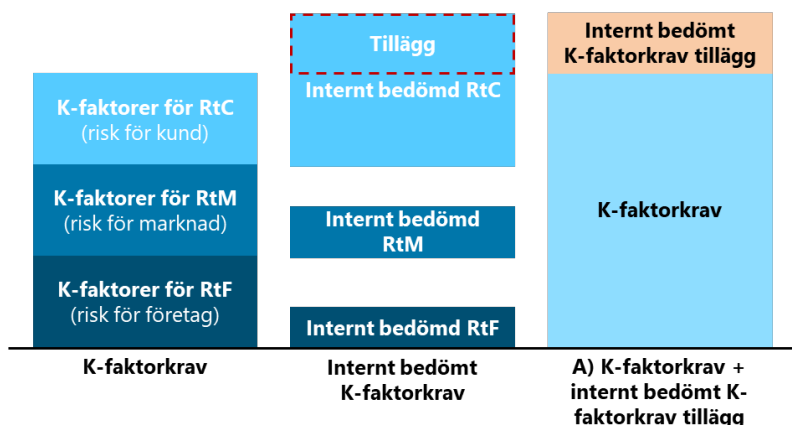 K-faktorer för RtC
(risk för kund)
K-faktorer för RtM
(risk för marknad)
K-faktorer för RtF
(risk för företag)
K-faktorkrav
Tillägg
Internt bedömd RtC
Internt bedömd
RtM
Internt bedömd RtF
Internt bedömt
K-faktorkrav
Internt bedömt
K-faktorkrav tillägg
K-faktorkrav
A) K-faktorkrav +
internt bedömt K-
faktorkrav tillägg